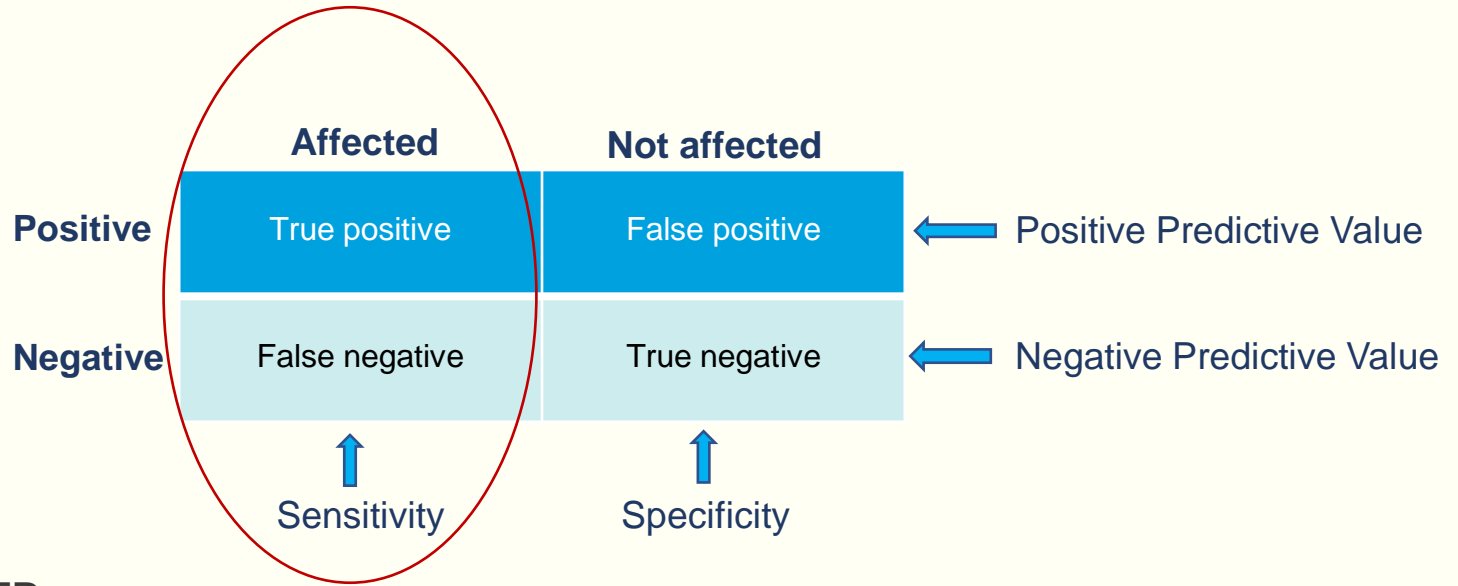 Affected Not affected
Positive True positive False positive Positive Predictive Value
Negative False negative True negative Negative Predictive Value
Sensitivity Specificity